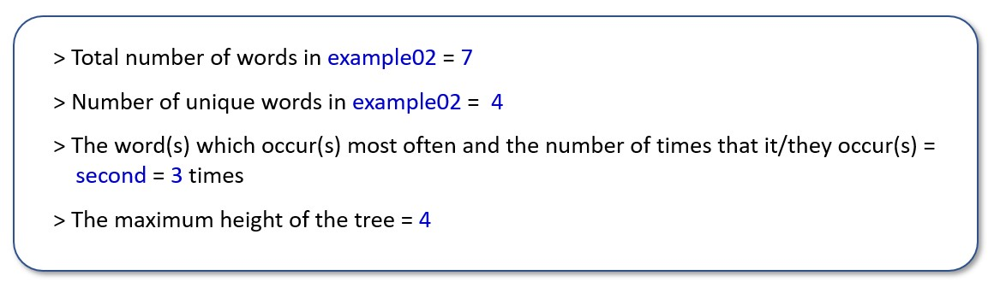 > Total number of words in example02 = 7
> Number of unique words in example02 =  4
> The word(s) which occur(s) most often and the number of times that it/they occur(s) =
second = 3 times
> The maximum height of the tree = 4